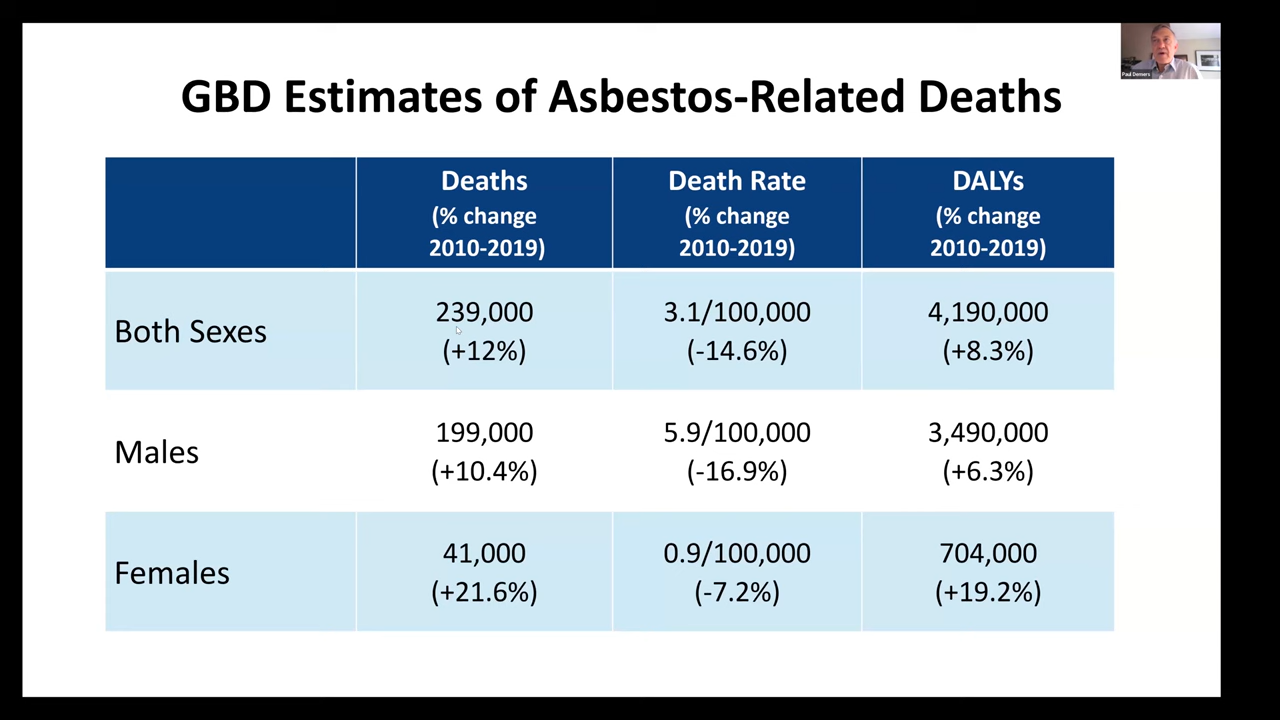 Paul Demers
GBD Estimates of Asbestos-Related Deaths
Deaths
(% change
2010-2019)
Death Rate
(% change
2010-2019)
DALYs
(% change
2010-2019)
Both Sexes
239,000
(+12%)
3.1/100,000
(-14.6%)
4,190,000
(+8.3%)
Males
199,000
(+10.4%)
5.9/100,000
(-16.9%)
3,490,000
(+6.3%)
Females
41,000
(+21.6%)
0.9/100,000
(-7.2%)
704,000
(+19.2%)